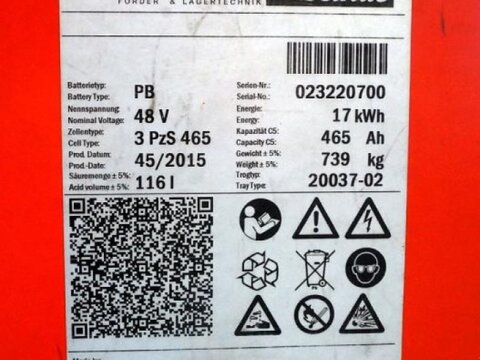 FÖRDER- & LAGERTECHNIK
Batterietyp:
Battery Type: PB
Nennspannung:
Nominal Voltage: 48 V
Zellentype:
Cell Type: 3 PzS 465
Prod. Datum:
Prod-Date: 45/2015
Säuremenge ± 5%:
Acid volume ± 5%: 116 l
Serien-Nr.:
Serial-No.: 023220700
Energie:
Energy: 17 kWh
Kapazität C5:
Capacity C5: 465 Ah
Gewicht ± 5%:
Weight ± 5%: 739 kg
Trogtyp:
Tray Type: 20037-02
Pb